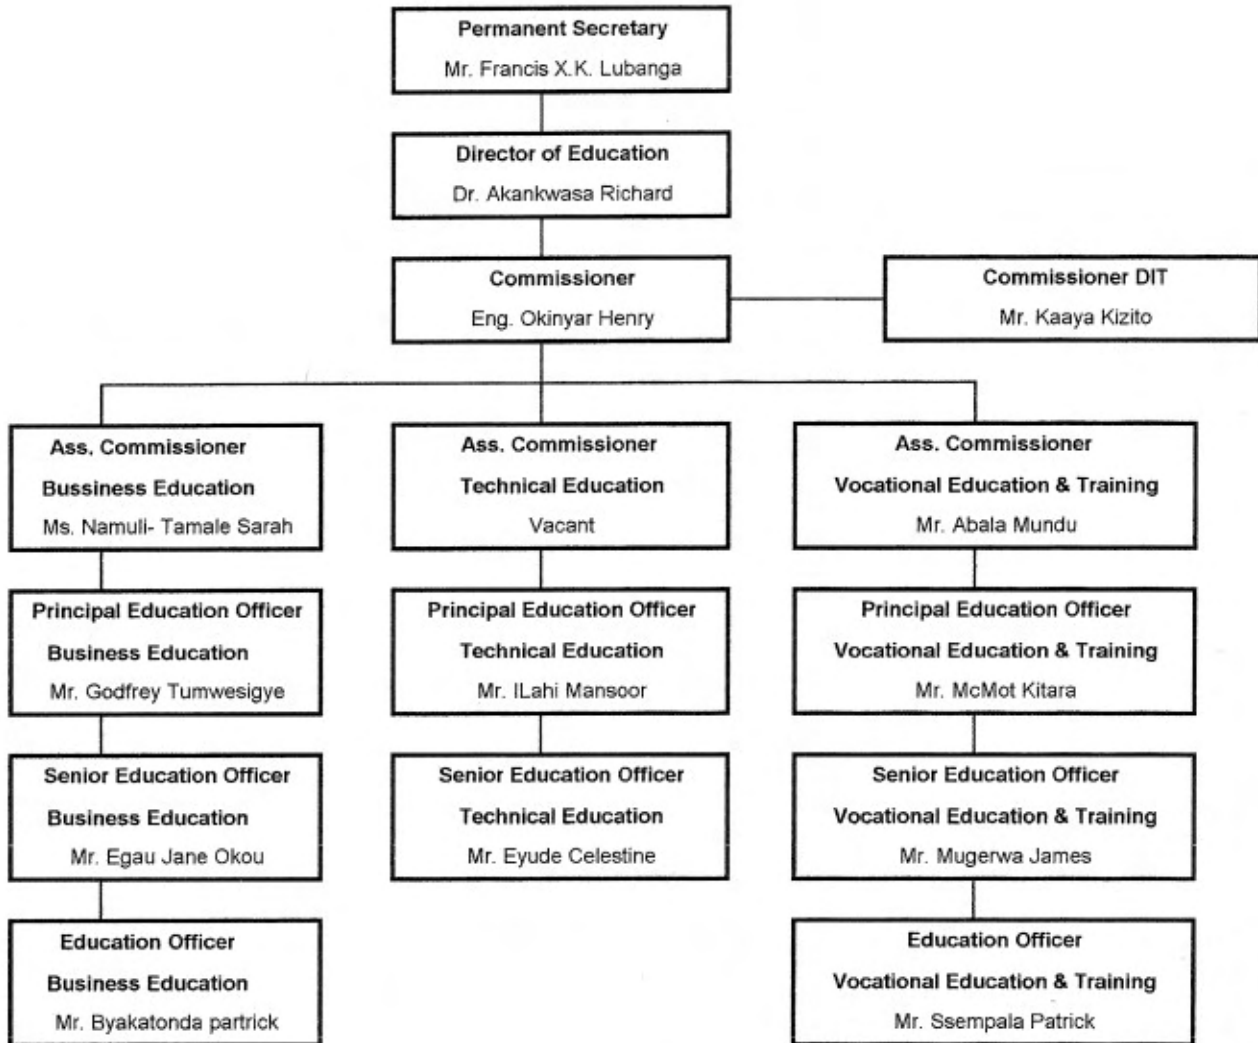 Permanent Secretary
Mr. Francis X.K. Lubanga
Director of Education
Dr. Akankwasa Richard
Commissioner
Eng. Okinyar Henry
Commissioner DIT
Mr. Kaaya Kizito
Ass. Commissioner
Bussiness Education
Ms. Namuli- Tamale Sarah
Ass. Commissioner
Technical Education
Vacant
Ass. Commissioner
Vocational Education & Training
Mr. Abala Mundu
Principal Education Officer
Business Education
Mr. Godfrey Tumwesigye
Principal Education Officer
Technical Education
Mr. ILahi Mansoor
Principal Education Officer
Vocational Education & Training
Mr. McMot Kitara
Senior Education Officer
Business Education
Mr. Egau Jane Okou
Senior Education Officer
Technical Education
Mr. Eyude Celestine
Senior Education Officer
Vocational Education & Training
Mr. Mugerwa James
Education Officer
Business Education
Mr. Byakatonda partrick
Education Officer
Vocational Education & Training
Mr. Ssempala Patrick